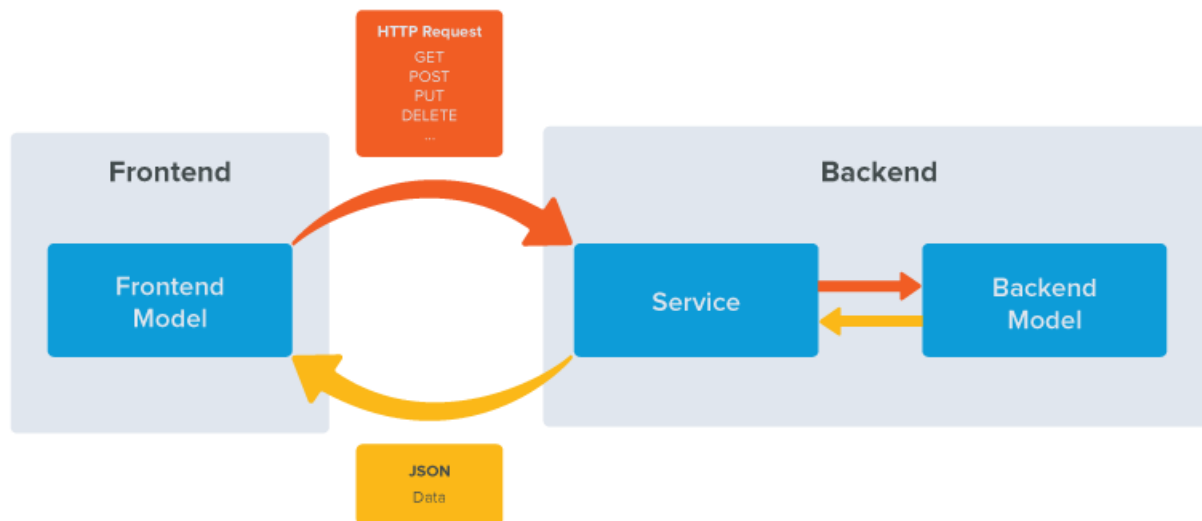 HTTP Request
GET
POST
PUT
DELETE
...
Frontend
Backend
Frontend
Model
Service
Backend
Model
JSON
Data